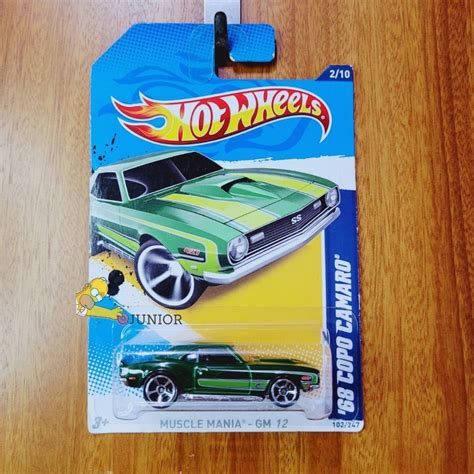 2/10
HOT WHEELS
SS
'68 COPO CAMARO
JUNIOR
3+
MUSCLE MANIA - GM 12
102/247